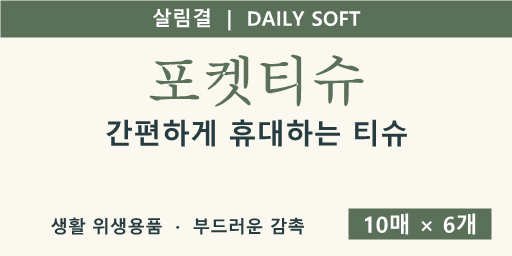 살림결 | DAILY SOFT
포켓티슈
간편하게 휴대하는 티슈
생활 위생용품 · 부드러운 감촉
10매 × 6개